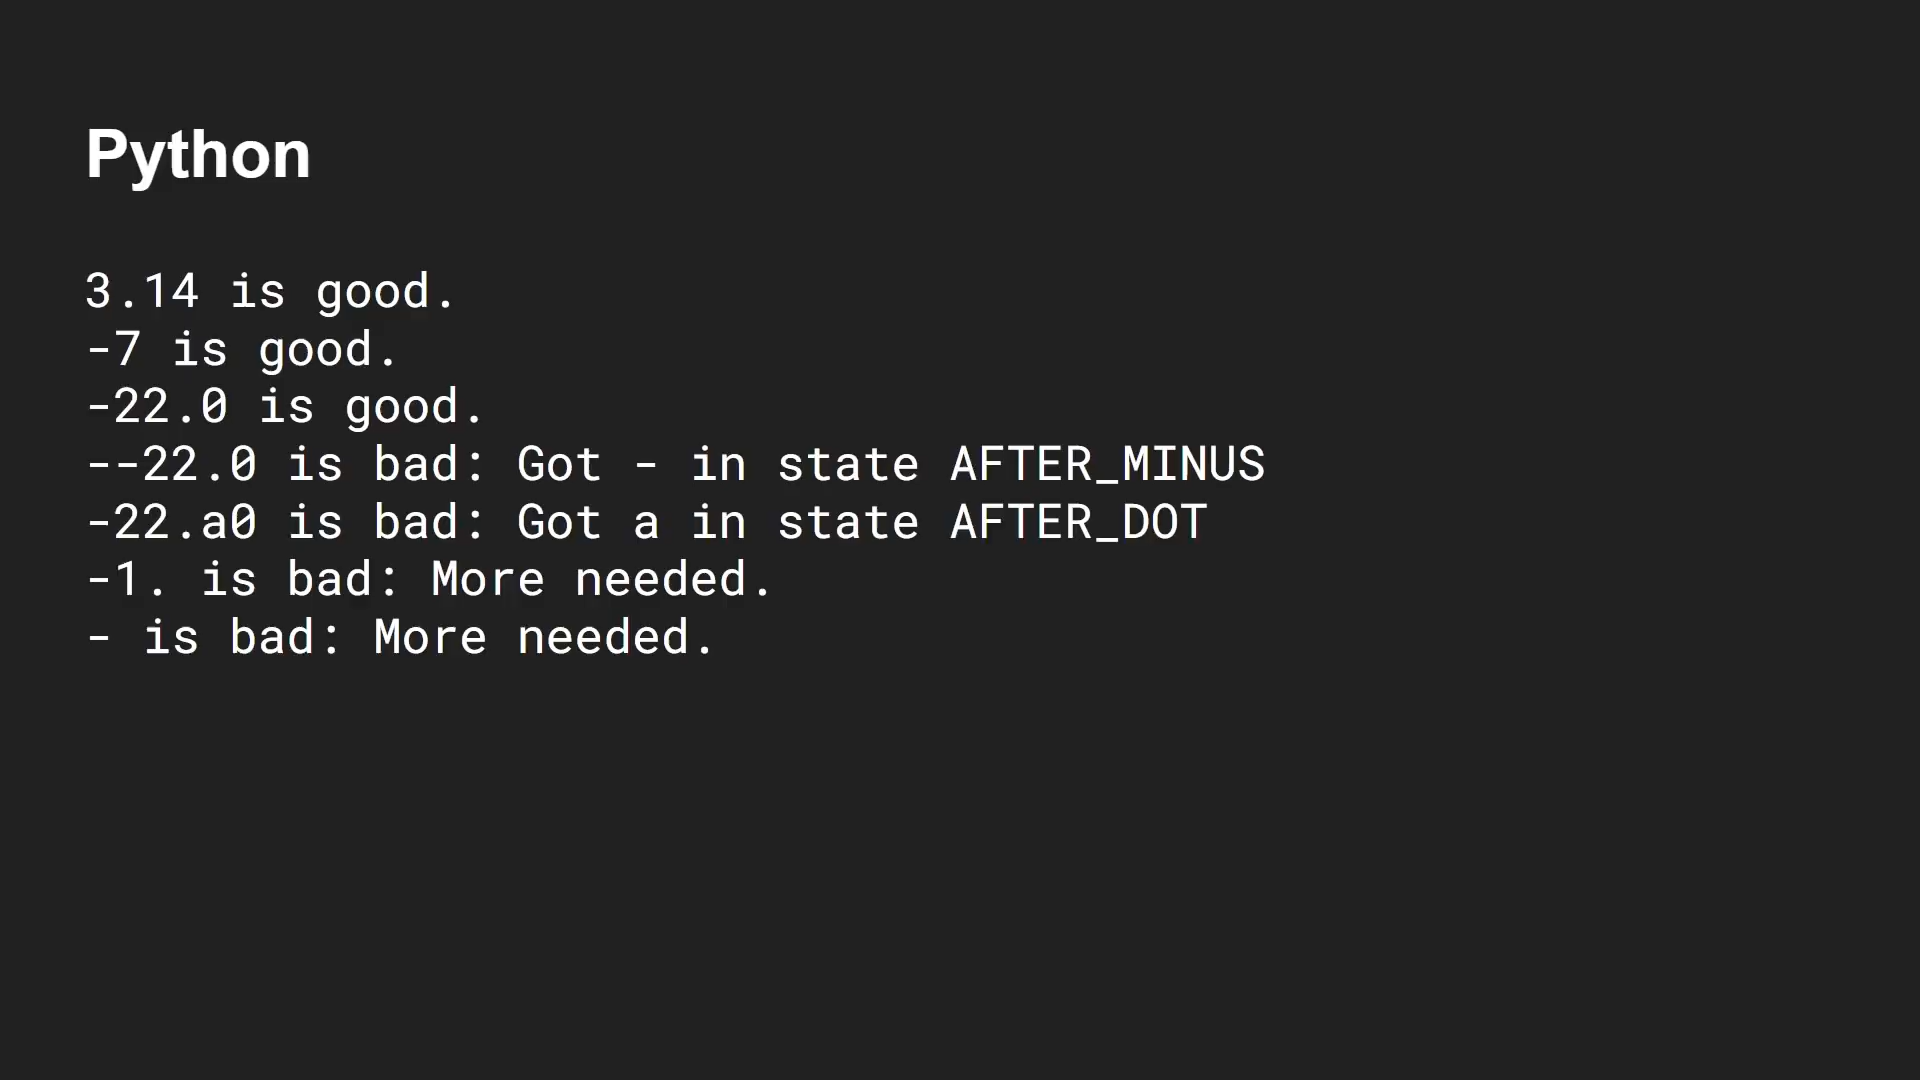 Python
3.14 is good.
-7 is good.
-22.0 is good.
--22.0 is bad: Got - in state AFTER_MINUS
-22.a0 is bad: Got a in state AFTER_DOT
-1. is bad: More needed.
- is bad: More needed.